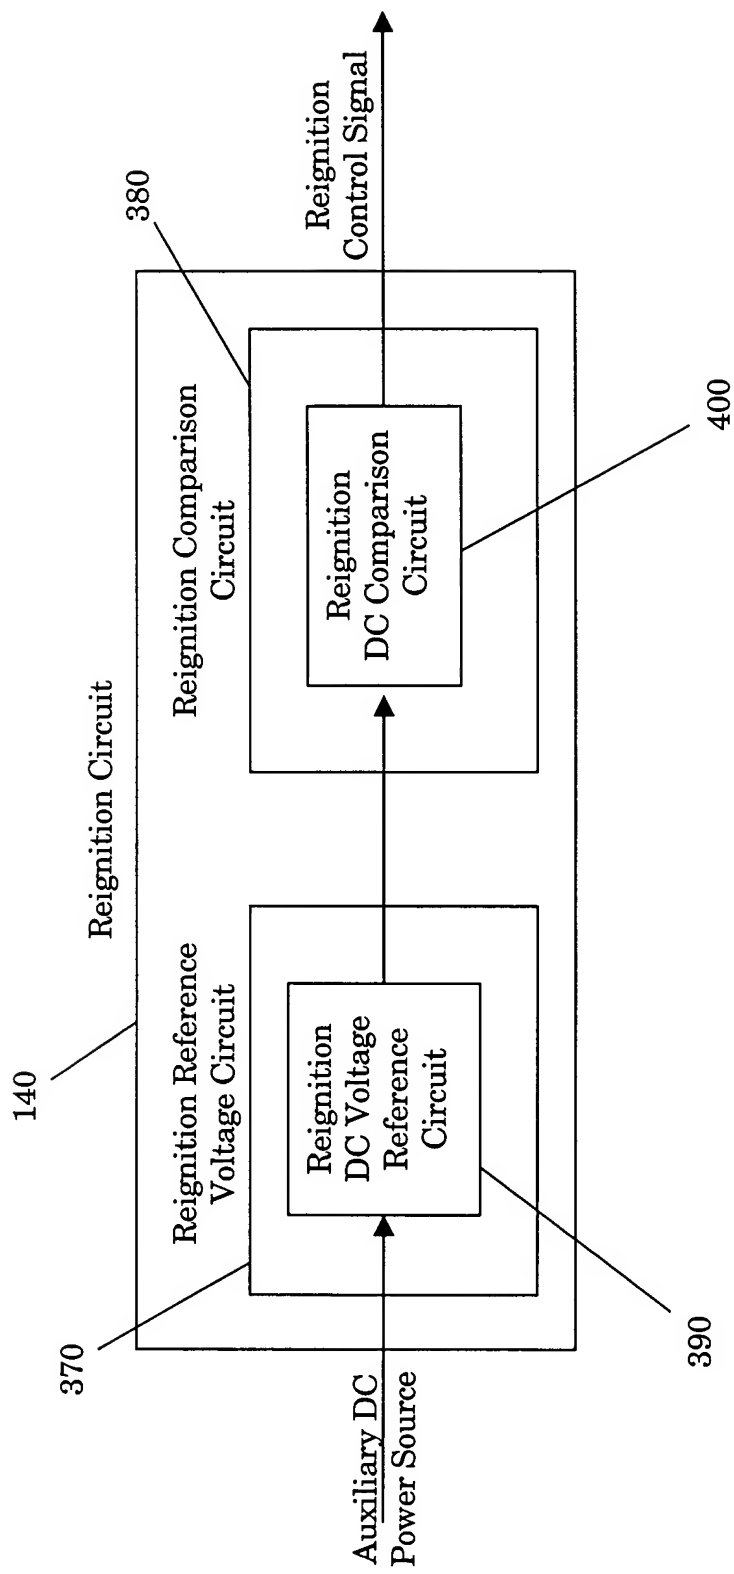 Reignition Circuit
140
370
Reignition Reference
Voltage Circuit
Reignition Comparison
Circuit
380
Auxiliary DC
Power Source
Reignition
DC Voltage
Reference
Circuit
Reignition
DC Comparison
Circuit
Reignition
Control Signal
390
400